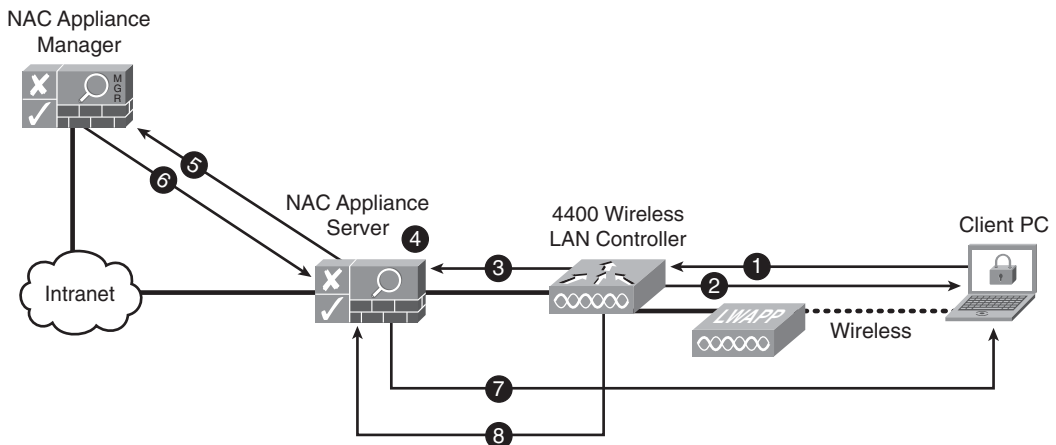 NAC Appliance
Manager
M
G
R
5
6
NAC Appliance
Server
4
4400 Wireless
LAN Controller
Client PC
3
1
2
Intranet
LWAPP
Wireless
7
8